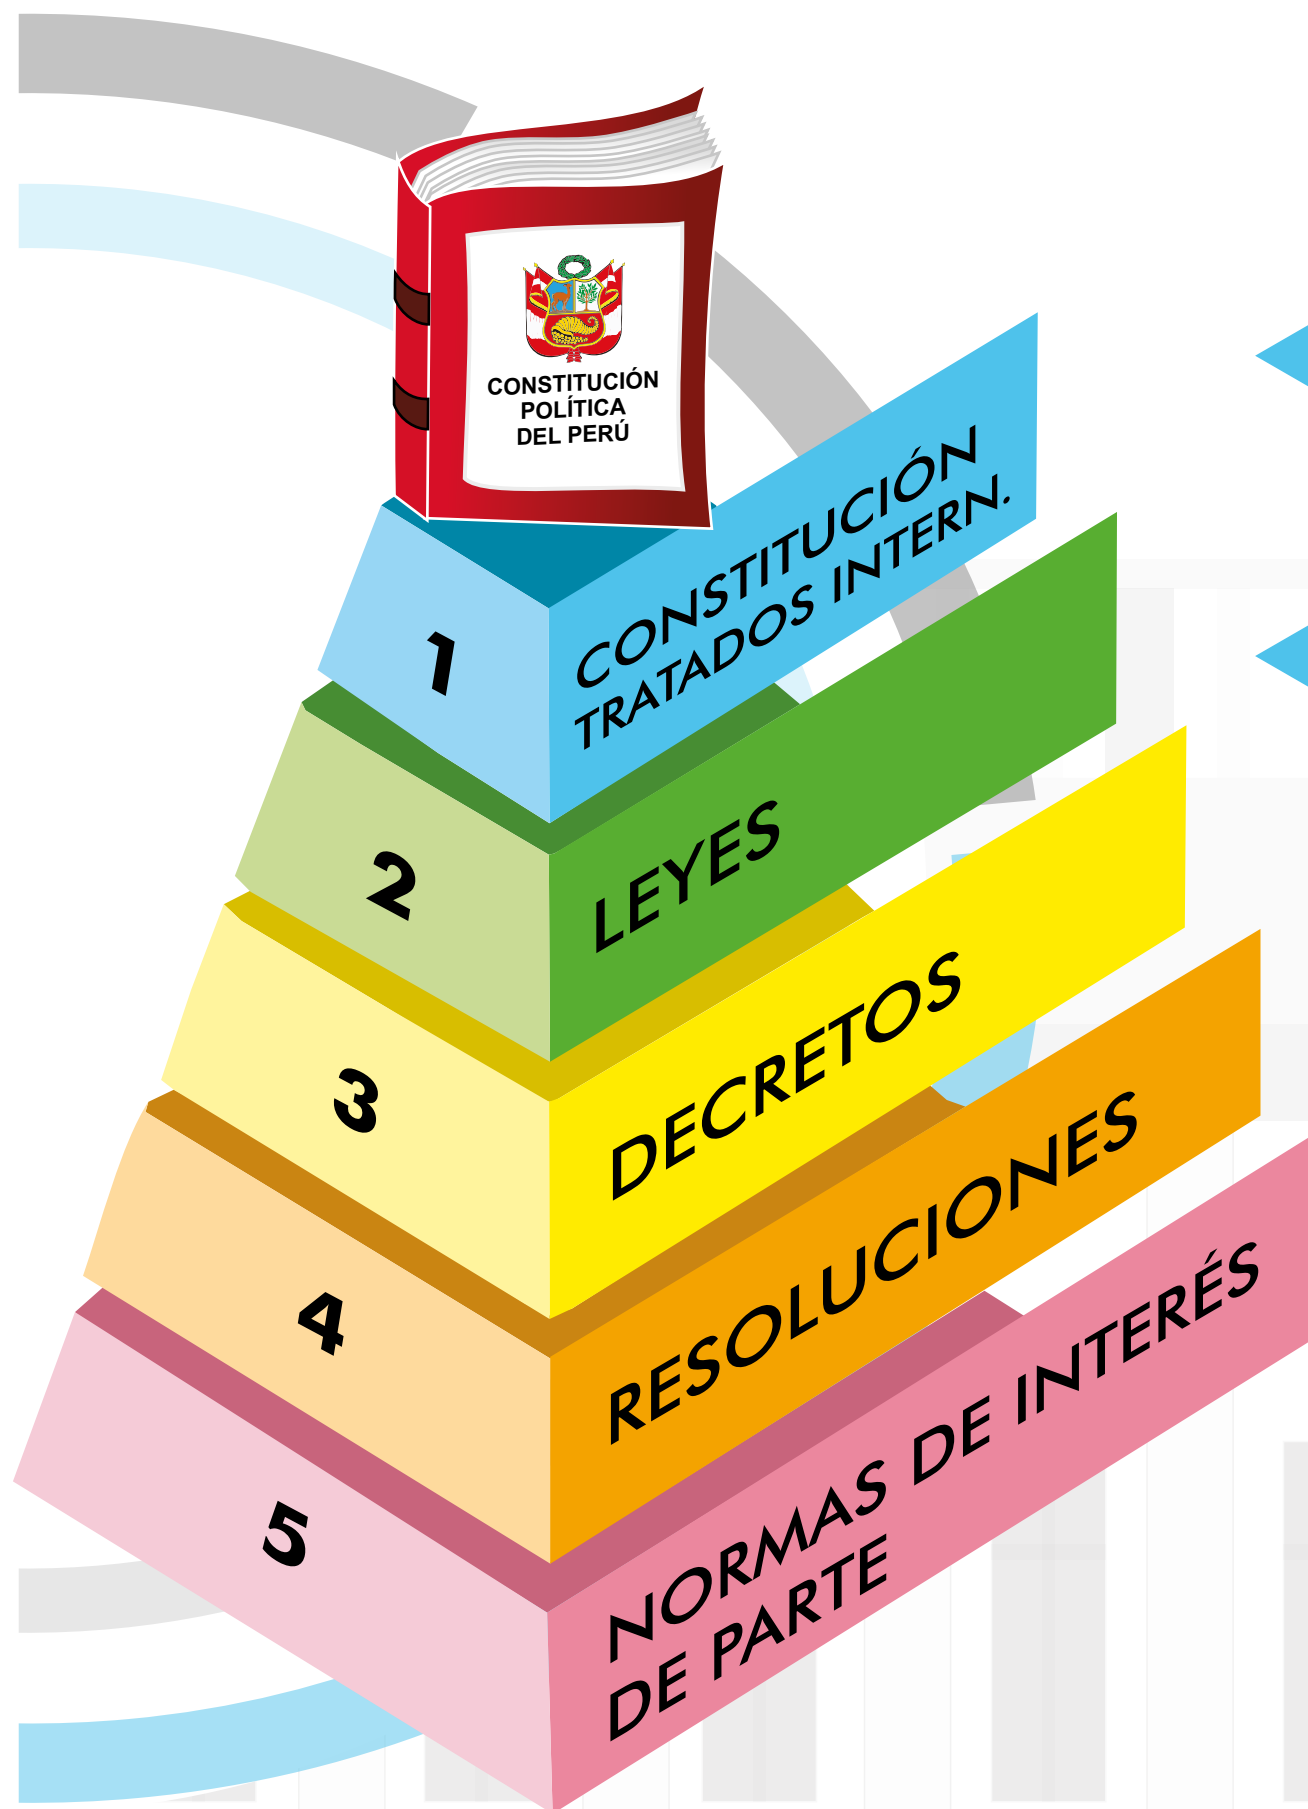 CONSTITUCIÓN
POLÍTICA
DEL PERÚ
1
CONSTITUCIÓN
TRATADOS INTERN.
2
LEYES
3
DECRETOS
4
RESOLUCIONES
5
NORMAS DE INTERÉS
DE PARTE